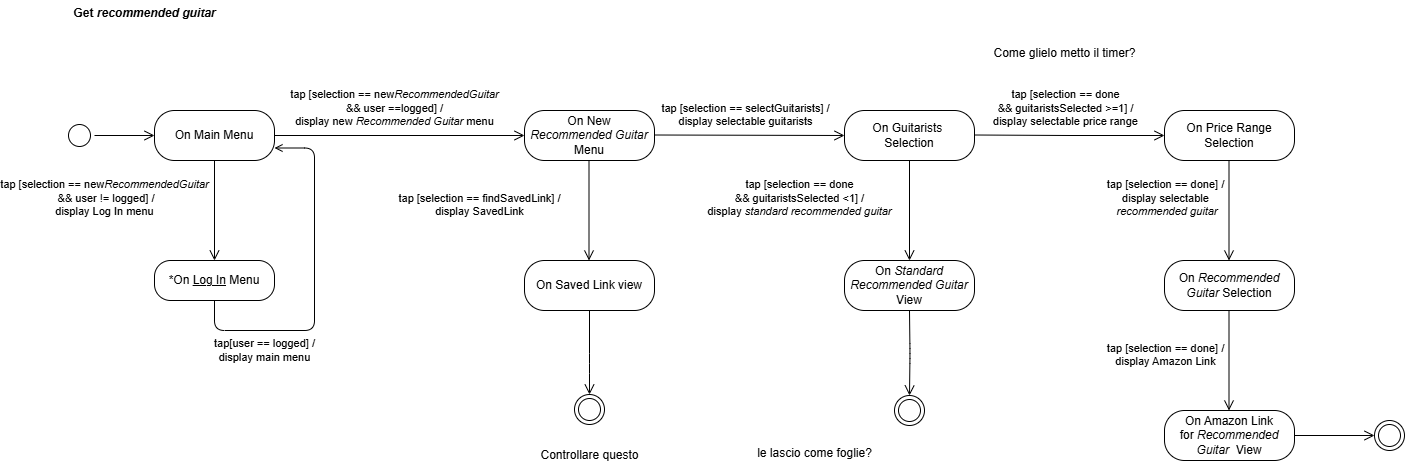 Get recommended guitar
Come glielo metto il timer?
tap [selection == newRecommendedGuitar
&& user ==logged] /
display new Recommended Guitar menu
tap [selection == selectGuitarists] /
display selectable guitarists
tap [selection == done
&& guitaristsSelected >=1] /
display selectable price range
On Main Menu
On New
Recommended Guitar
Menu
On Guitarists
Selection
On Price Range
Selection
tap [selection == newRecommendedGuitar
&& user != logged] /
display Log In menu
tap [selection == findSavedLink] /
display SavedLink
tap [selection == done
&& guitaristsSelected <1] /
display standard recommended guitar
tap [selection == done] /
display selectable
recommended guitar
*On Log In Menu
On Saved Link view
On Standard
Recommended Guitar
View
On Recommended
Guitar Selection
tap[user == logged] /
display main menu
tap [selection == done] /
display Amazon Link
On Amazon Link
for Recommended
Guitar View
Controllare questo
le lascio come foglie?